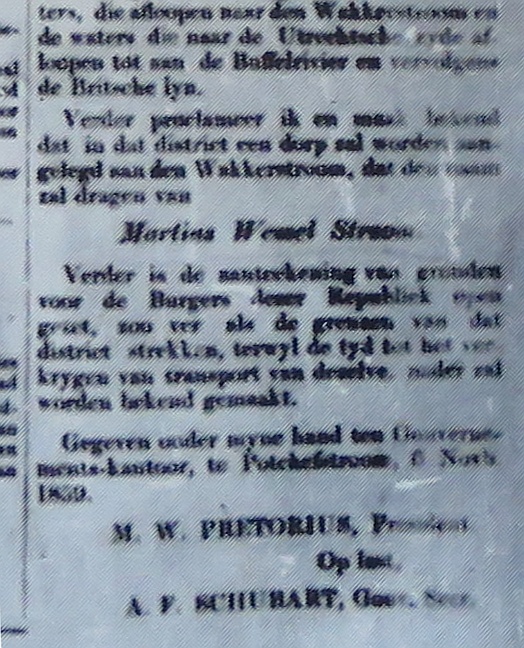 ters, die afloopen naar den Wakkerstroom en
de waters die naar de Utrechtsche zyde af
loopen tot aan de Buffelrivier en vervolgens
de Britsche lyn.
Verder proclameer ik en maak bekend
dat in dat district een dorp zal worden aan-
gelegd aan den Wakkerstroom, dat den naam
zal dragen van
Martins Wessel Stroom
Verder is de aanteekening van gronden
voor de Burgers dezer Republiek open
gezet, zoo ver als de grenzen van dat
district strekken, terwyl de tyd tot het ver-
krygen van transport van dezelve, nader zal
worden bekend gemaakt.
Gegeven onder myne hand ten Gouverne-
ments-kantoor, te Potchefstroom, Novb
1859.
M. W. PRETORIUS, President
Op last,
A. F. SCHUBART, Gouv. Secr.